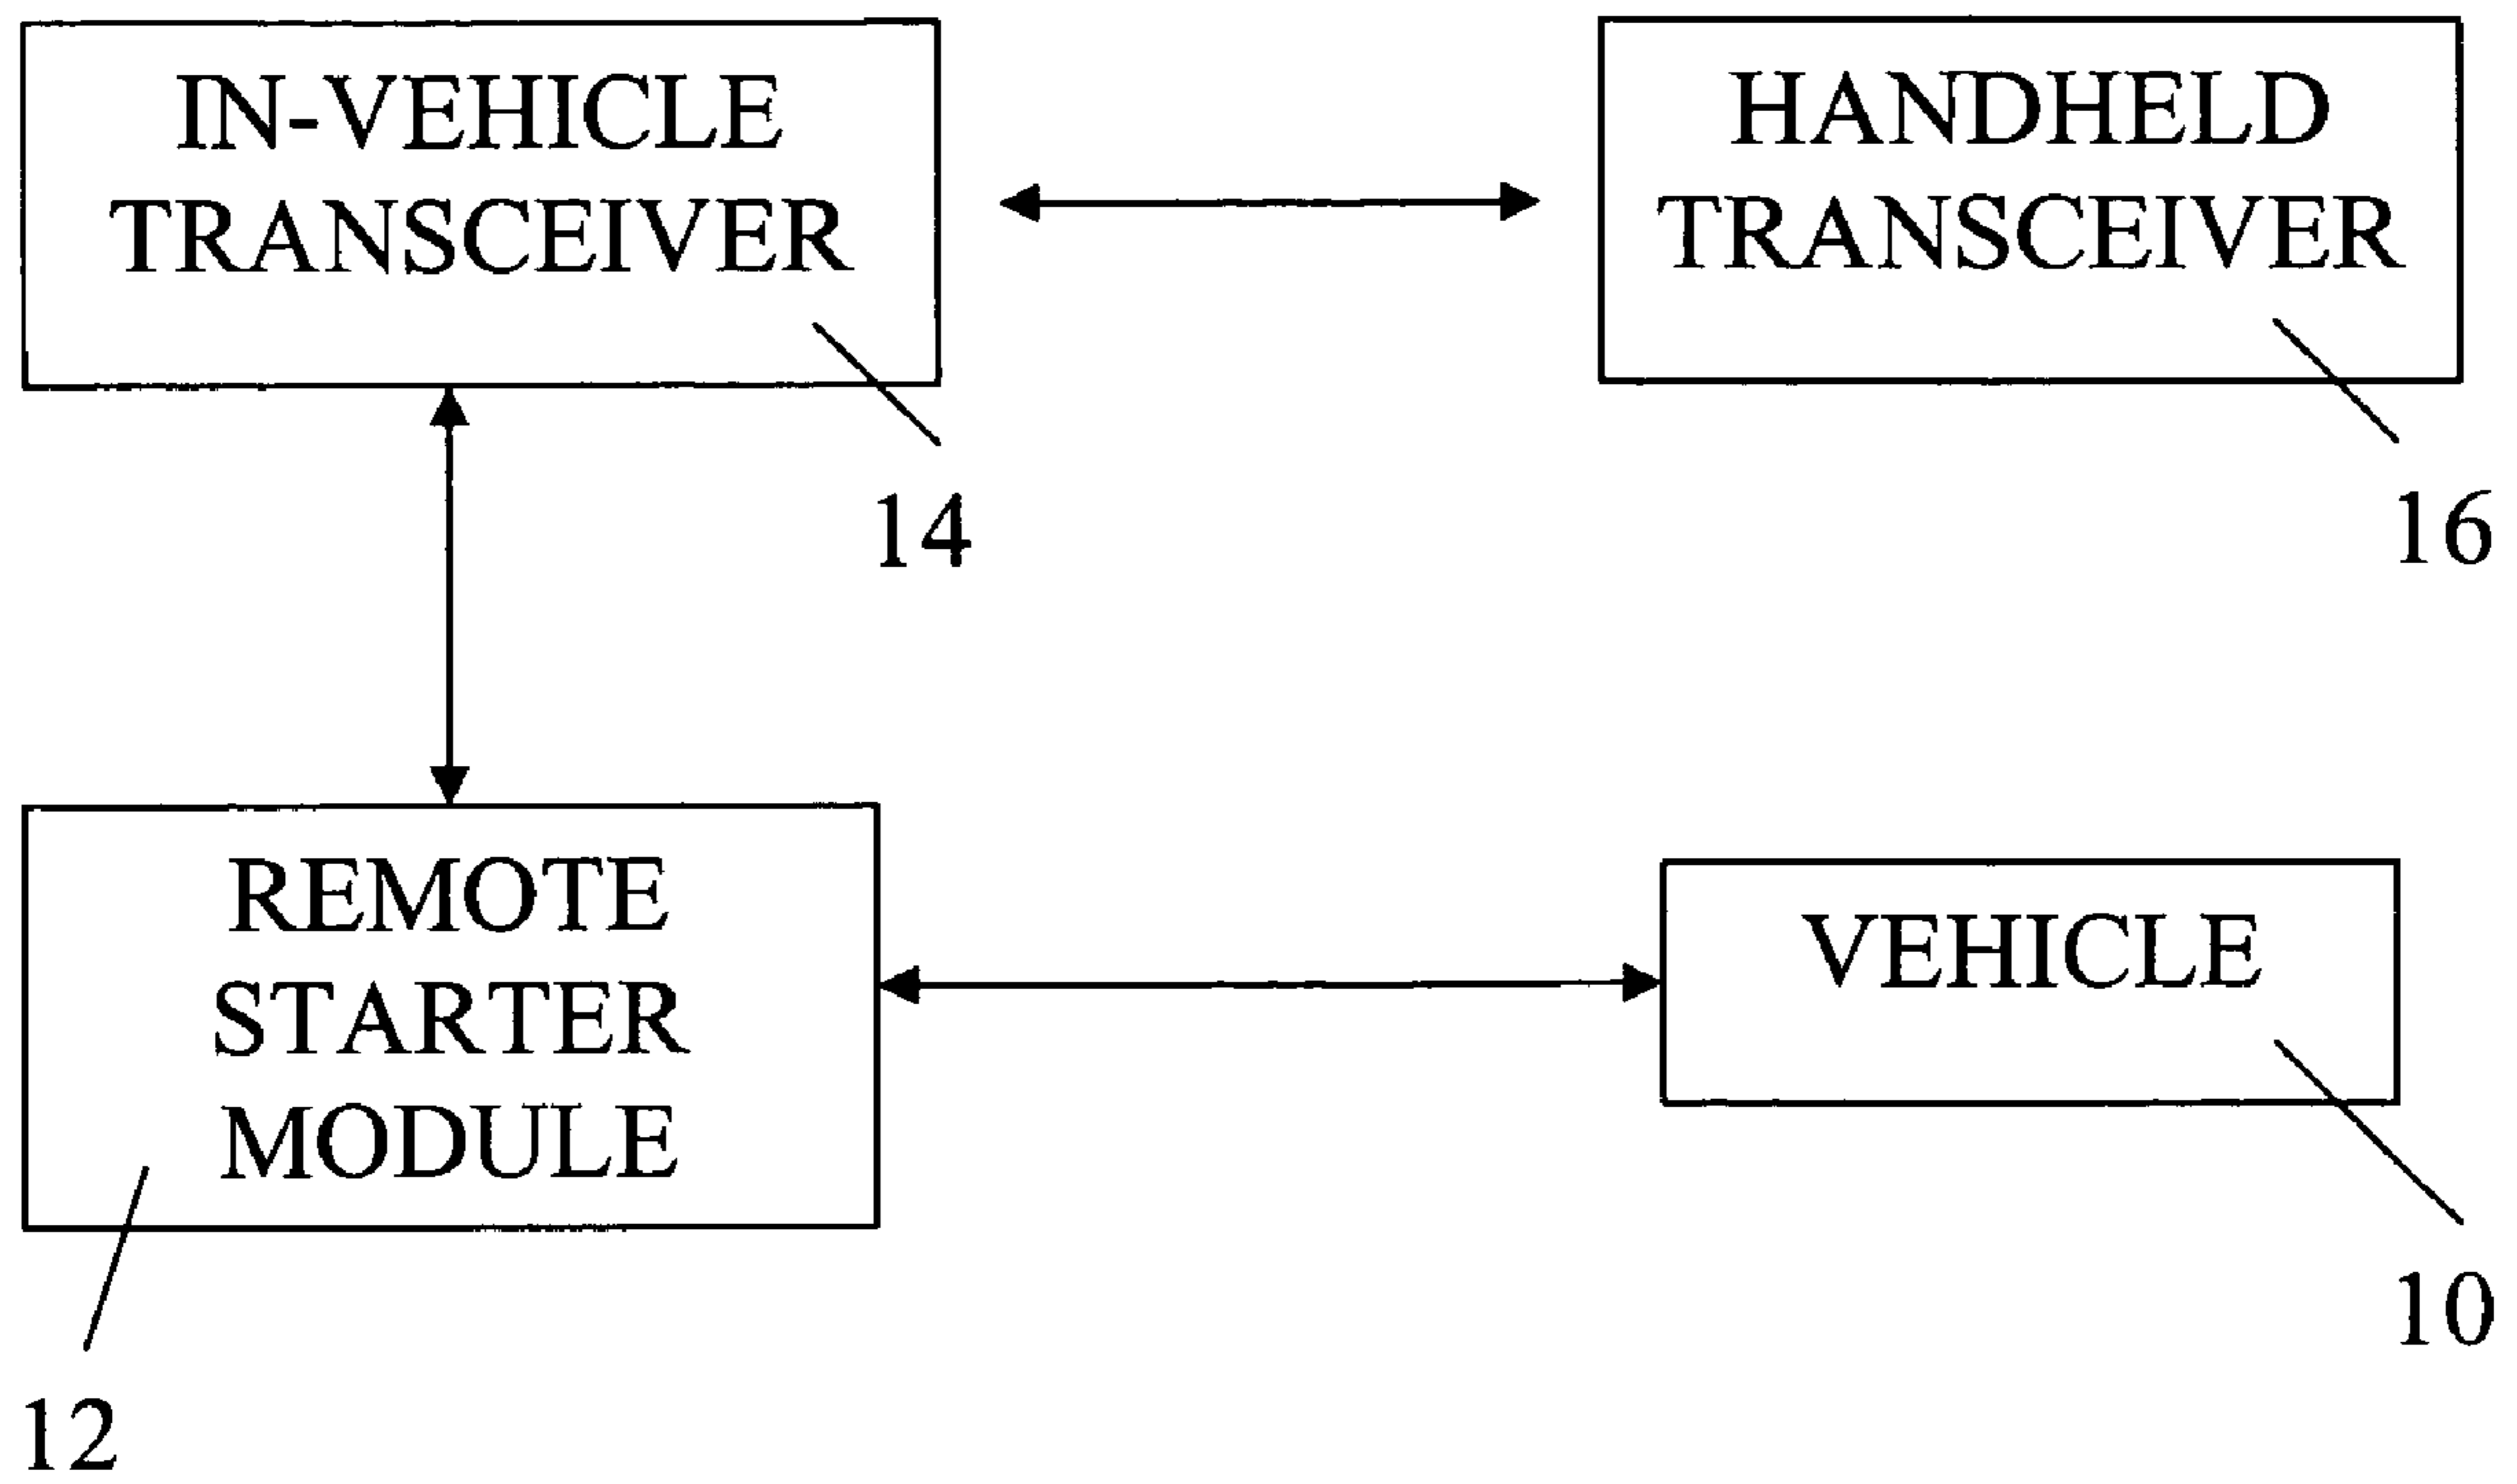 IN-VEHICLE
TRANSCEIVER
14
HANDHELD
TRANSCEIVER
16
REMOTE
STARTER
MODULE
12
VEHICLE
10